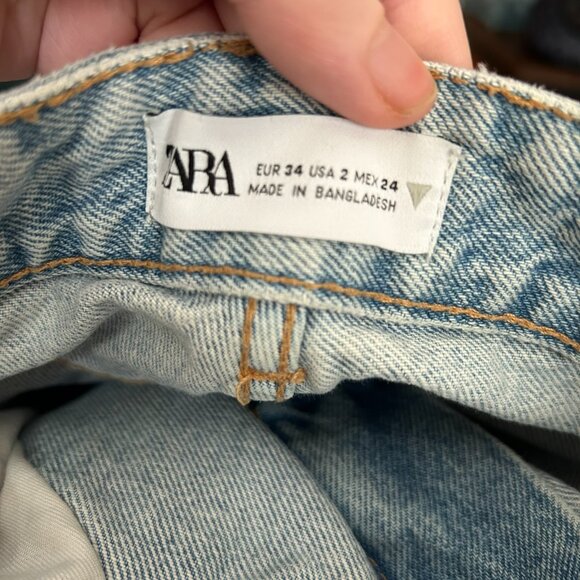 ZARA
EUR 34 USA 2 MEX 24
MADE IN BANGLADESH